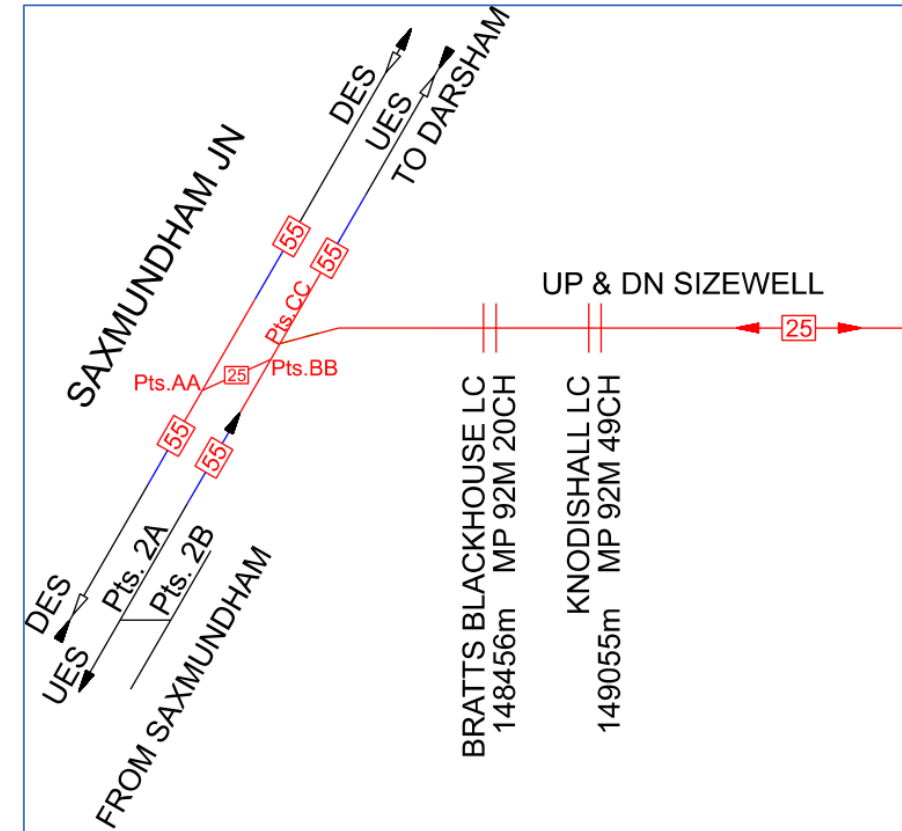 DES
UES
TO DARSHAM
SAXMUNDHAM JN
55
55
UP & DN SIZEWELL
Pts.CC
25
Pts.AA
25
Pts.BB
55
55
BRATTS BLACKHOUSE LC
148456m MP 92M 20CH
KNODISHALL LC
149055m MP 92M 49CH
Pts. 2A
Pts. 2B
DES
UES
FROM SAXMUNDHAM